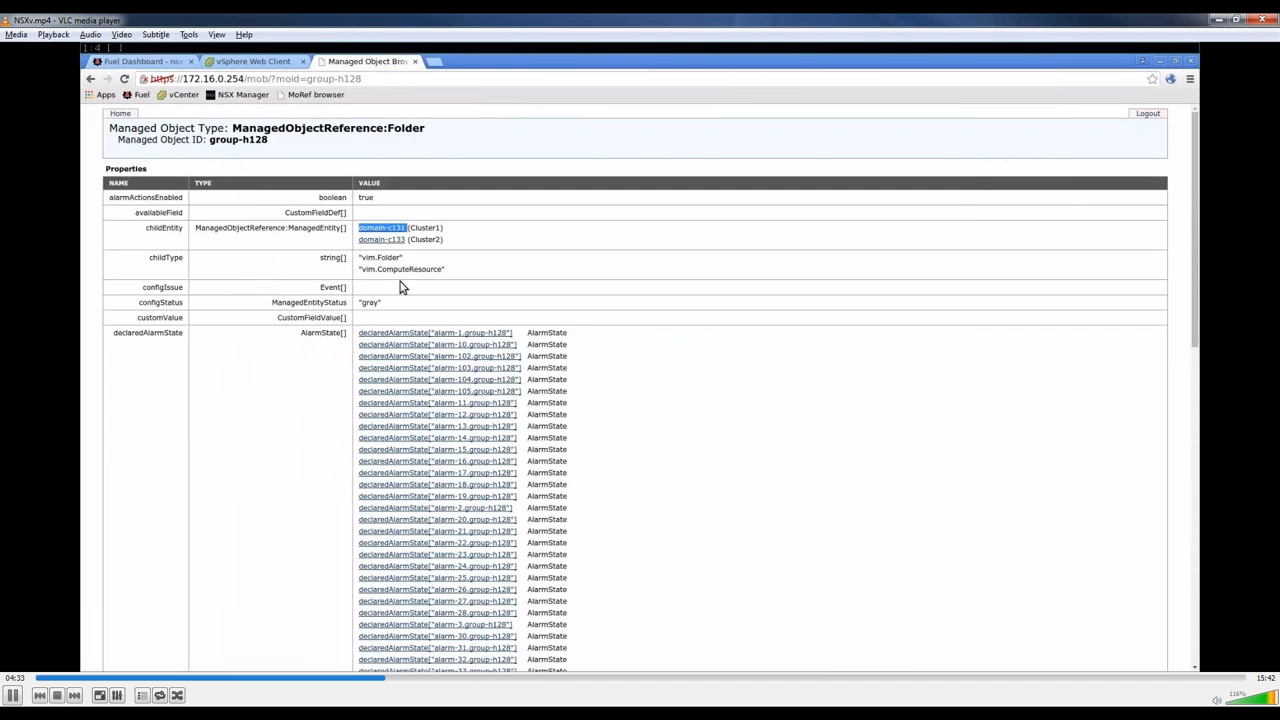 NSXv.mp4 - VLC media player
Media Playback Audio Video Subtitle Tools View Help
1:4 [ ]
Fuel Dashboard - nsx × vSphere Web Client × Managed Object Brow ×
https://172.16.0.254/mob/?moid=group-h128
Apps Fuel vCenter NSX Manager MoRef browser
Home Logout
Managed Object Type: ManagedObjectReference:Folder
Managed Object ID: group-h128
Properties
NAME TYPE VALUE
alarmActionsEnabled boolean true
availableField CustomFieldDef[]
childEntity ManagedObjectReference:ManagedEntity[] domain-c131 (Cluster1)
domain-c133 (Cluster2)
childType string[] "vim.Folder"
"vim.ComputeResource"
configIssue Event[]
configStatus ManagedEntityStatus "gray"
customValue CustomFieldValue[]
declaredAlarmState AlarmState[] declaredAlarmState["alarm-1.group-h128"] AlarmState
declaredAlarmState["alarm-10.group-h128"] AlarmState
declaredAlarmState["alarm-102.group-h128"] AlarmState
declaredAlarmState["alarm-103.group-h128"] AlarmState
declaredAlarmState["alarm-104.group-h128"] AlarmState
declaredAlarmState["alarm-105.group-h128"] AlarmState
declaredAlarmState["alarm-11.group-h128"] AlarmState
declaredAlarmState["alarm-12.group-h128"] AlarmState
declaredAlarmState["alarm-13.group-h128"] AlarmState
declaredAlarmState["alarm-14.group-h128"] AlarmState
declaredAlarmState["alarm-15.group-h128"] AlarmState
declaredAlarmState["alarm-16.group-h128"] AlarmState
declaredAlarmState["alarm-17.group-h128"] AlarmState
declaredAlarmState["alarm-18.group-h128"] AlarmState
declaredAlarmState["alarm-19.group-h128"] AlarmState
declaredAlarmState["alarm-2.group-h128"] AlarmState
declaredAlarmState["alarm-20.group-h128"] AlarmState
declaredAlarmState["alarm-21.group-h128"] AlarmState
declaredAlarmState["alarm-22.group-h128"] AlarmState
declaredAlarmState["alarm-23.group-h128"] AlarmState
declaredAlarmState["alarm-24.group-h128"] AlarmState
declaredAlarmState["alarm-25.group-h128"] AlarmState
declaredAlarmState["alarm-26.group-h128"] AlarmState
declaredAlarmState["alarm-27.group-h128"] AlarmState
declaredAlarmState["alarm-28.group-h128"] AlarmState
declaredAlarmState["alarm-3.group-h128"] AlarmState
declaredAlarmState["alarm-30.group-h128"] AlarmState
declaredAlarmState["alarm-31.group-h128"] AlarmState
declaredAlarmState["alarm-32.group-h128"] AlarmState
declaredAlarmState["alarm-33.group-h128"] AlarmState
04:33 15:42
116%